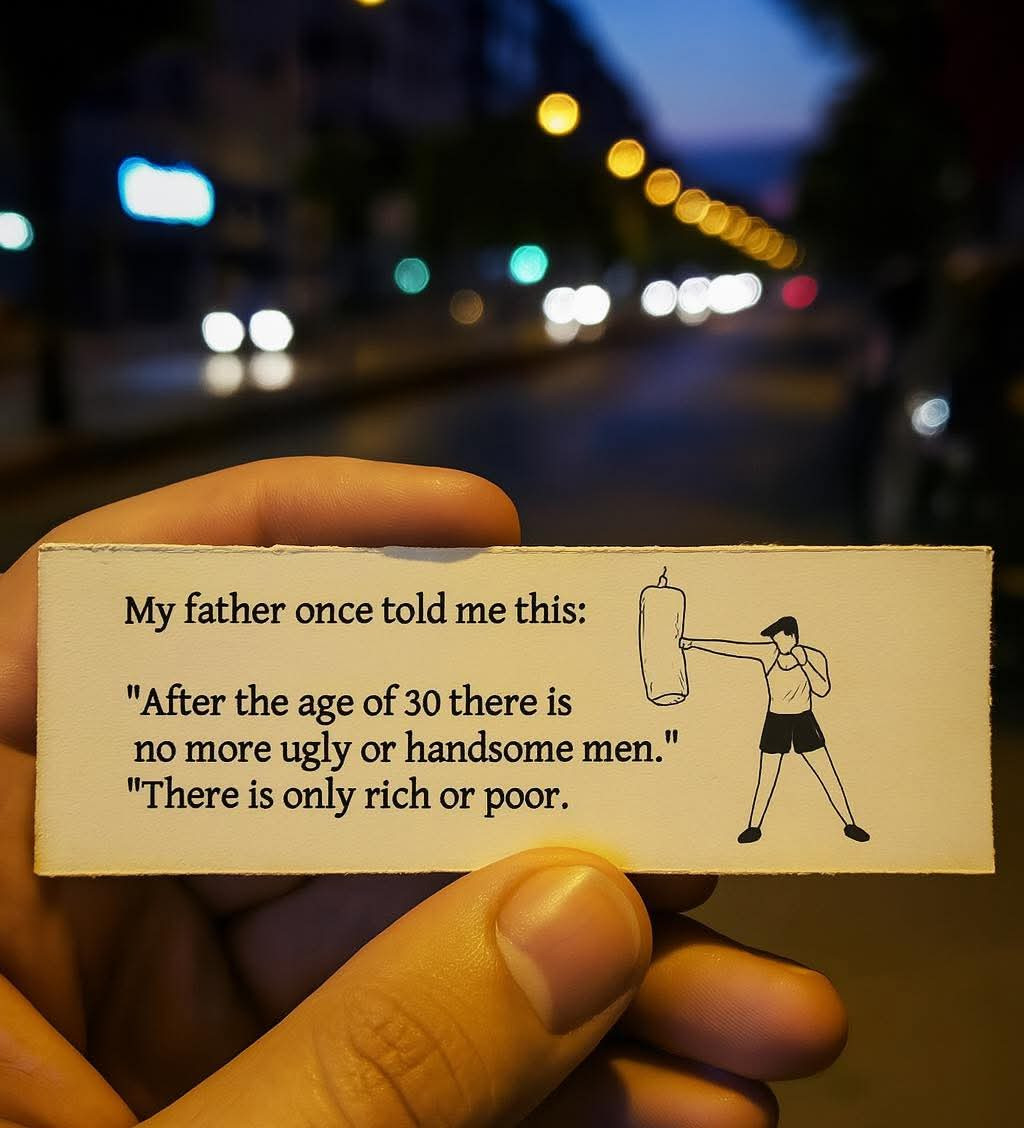 My father once told me this:
"After the age of 30 there is
no more ugly or handsome men."
"There is only rich or poor.